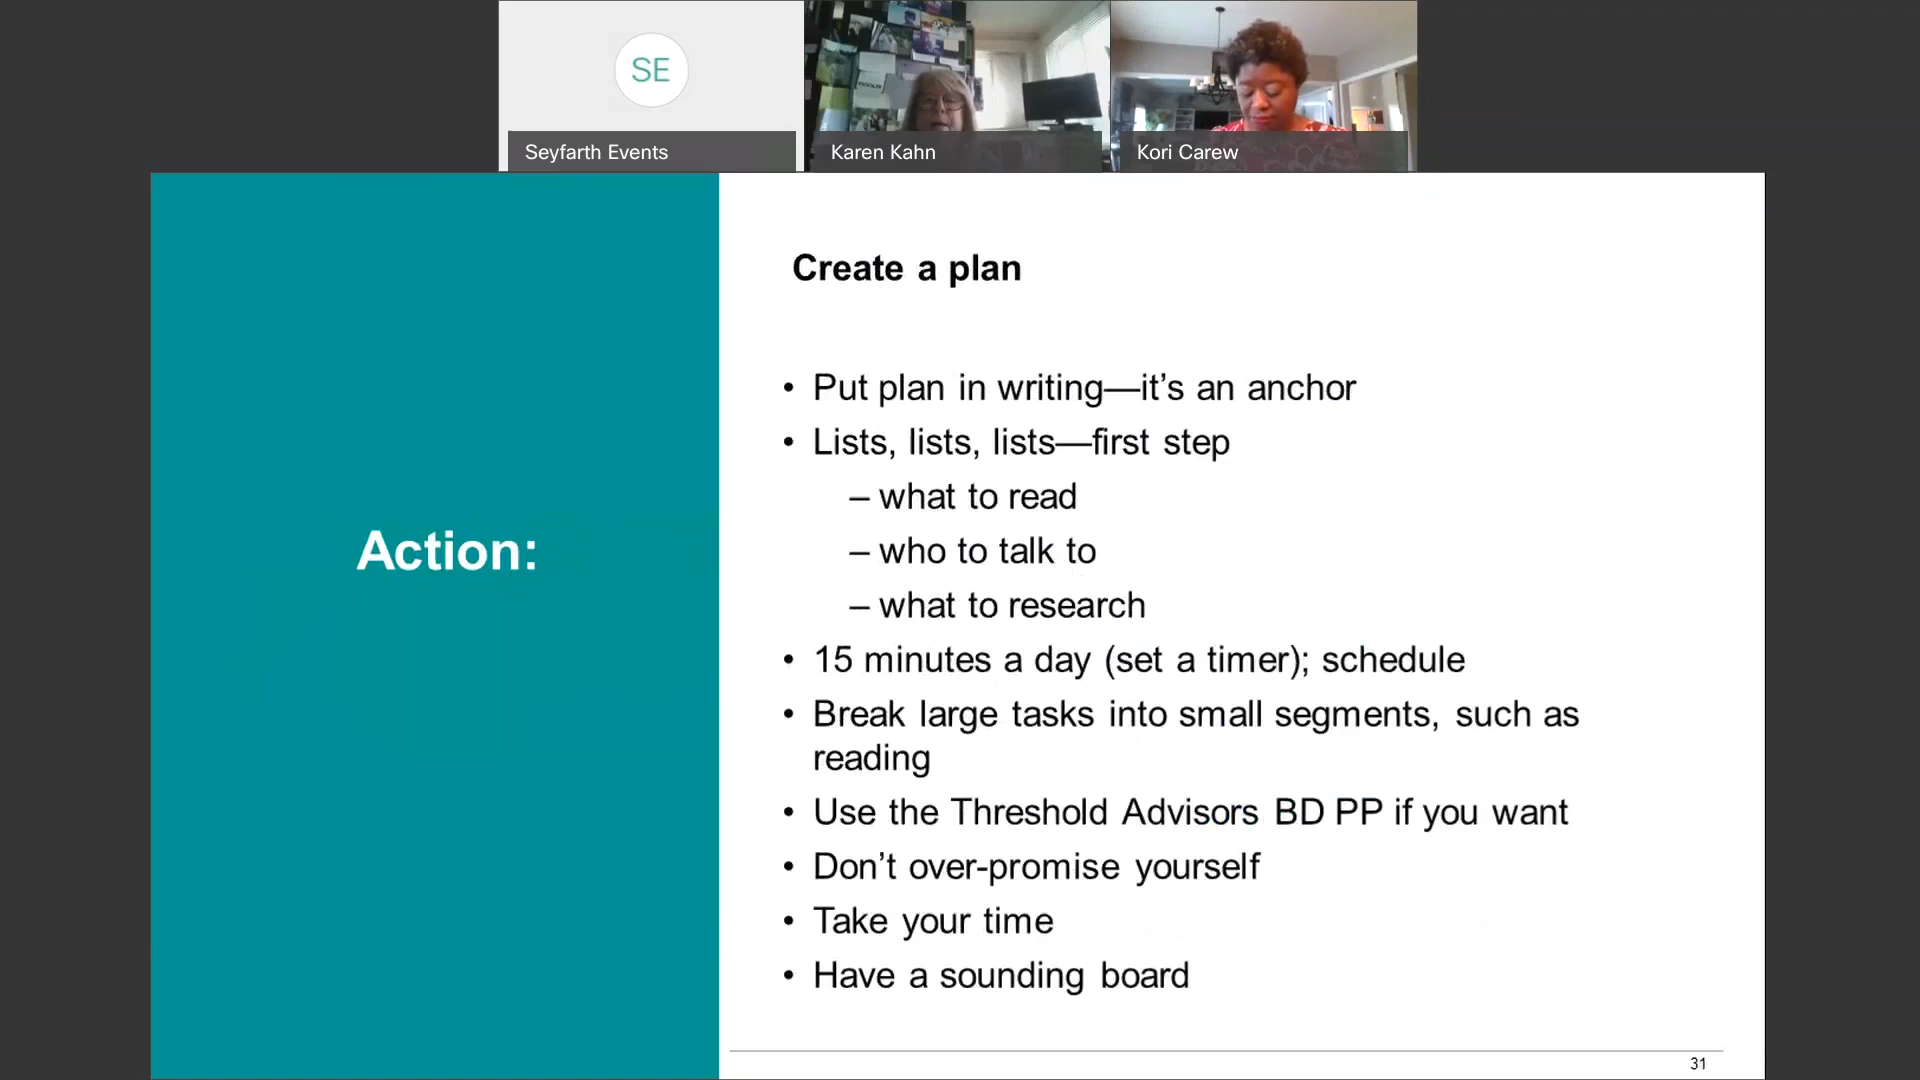 SE
Seyfarth Events
Karen Kahn
Kori Carew
Action:
Create a plan
• Put plan in writing—it’s an anchor
• Lists, lists, lists—first step
– what to read
– who to talk to
– what to research
• 15 minutes a day (set a timer); schedule
• Break large tasks into small segments, such as
reading
• Use the Threshold Advisors BD PP if you want
• Don’t over-promise yourself
• Take your time
• Have a sounding board
31